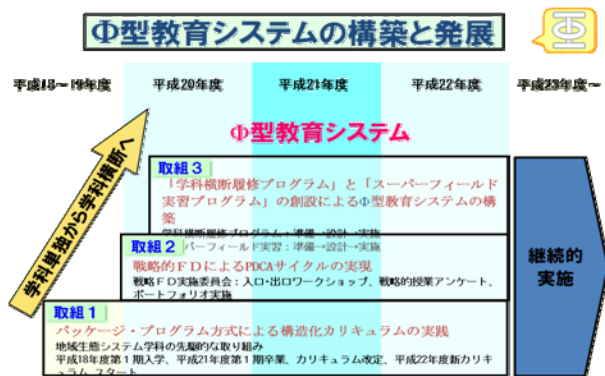 Φ型教育システムの構築と発展
Φ
平成18～19年度
平成20年度
平成21年度
平成22年度
平成23年度～
Φ型教育システム
学科単独から学科横断へ
取組3
「学科横断履修プログラム」と「スーパーフィールド
実習プログラム」の創設によるΦ型教育システムの構
築
学科横断履修プログラム：準備→設計→実施
パーフィールド実習：準備→設計→実施
取組2
戦略的FDによるPDCAサイクルの実現
戦略FD実施委員会：入口・出口ワークショップ、戦略的授業アンケート、
ポートフォリオ実施
取組1
パッケージ・プログラム方式による構造化カリキュラムの実践
地域生態システム学科の先駆的な取り組み
平成18年度第1期入学、平成21年度第1期卒業、カリキュラム改定、平成22年度新カリキ
ュラム スタート
継続的
実施